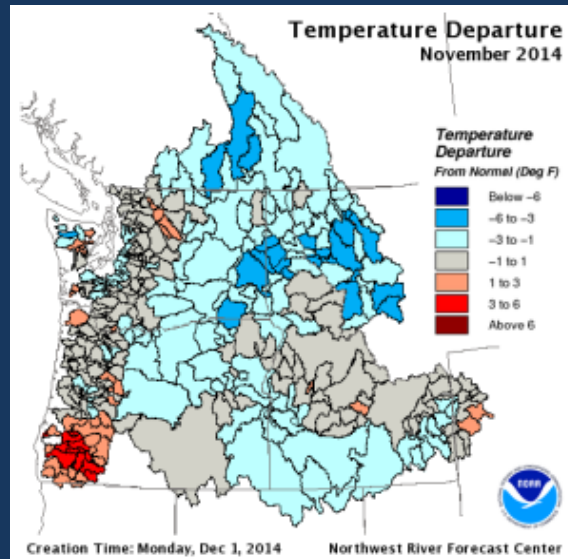 Temperature Departure
November 2014
Temperature
Departure
From Normal (Deg F)
Below -6
-6 to -3
-3 to -1
-1 to 1
1 to 3
3 to 6
Above 6
NOAA
Creation Time: Monday, Dec 1, 2014 Northwest River Forecast Center